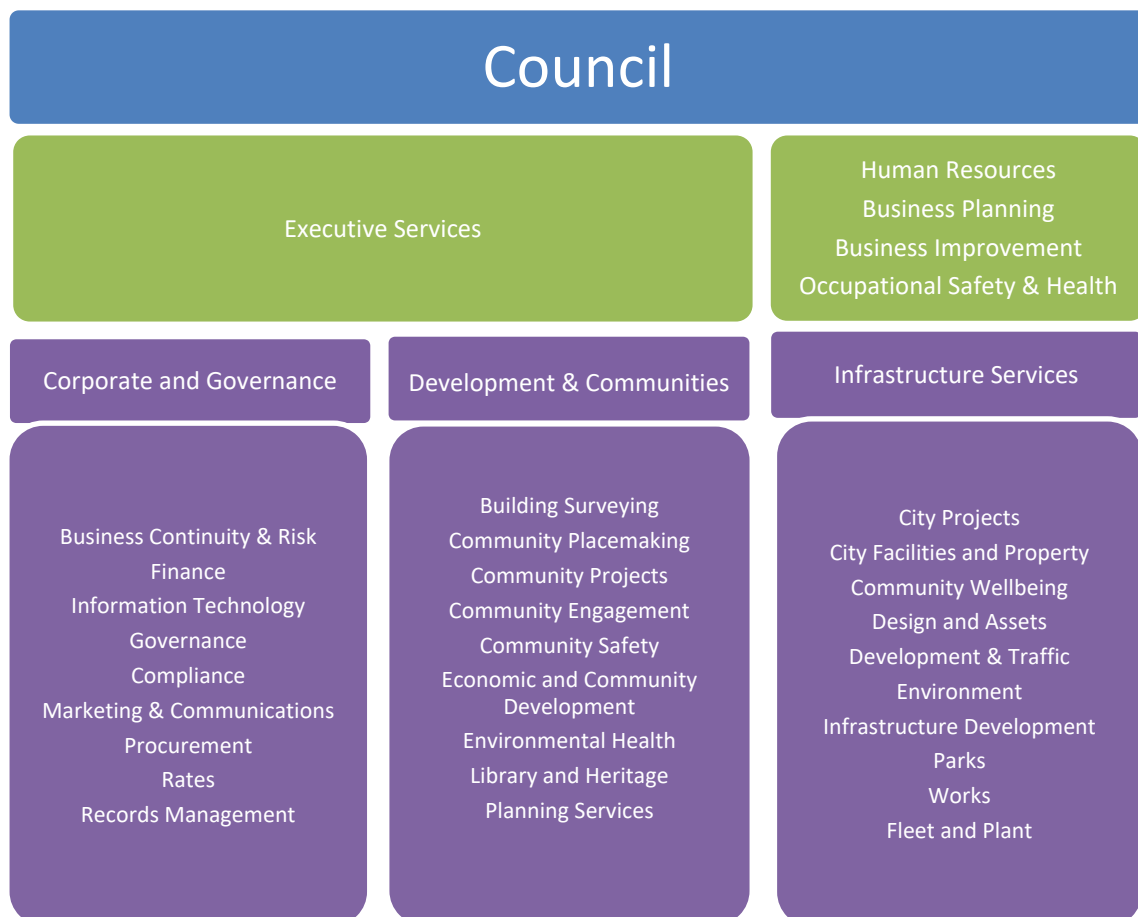 Council
Executive Services
Human Resources
Business Planning
Business Improvement
Occupational Safety & Health
Corporate and Governance
Development & Communities
Infrastructure Services
Business Continuity & Risk
Finance
Information Technology
Governance
Compliance
Marketing & Communications
Procurement
Rates
Records Management
Building Surveying
Community Placemaking
Community Projects
Community Engagement
Community Safety
Economic and Community
Development
Environmental Health
Library and Heritage
Planning Services
City Projects
City Facilities and Property
Community Wellbeing
Design and Assets
Development & Traffic
Environment
Infrastructure Development
Parks
Works
Fleet and Plant